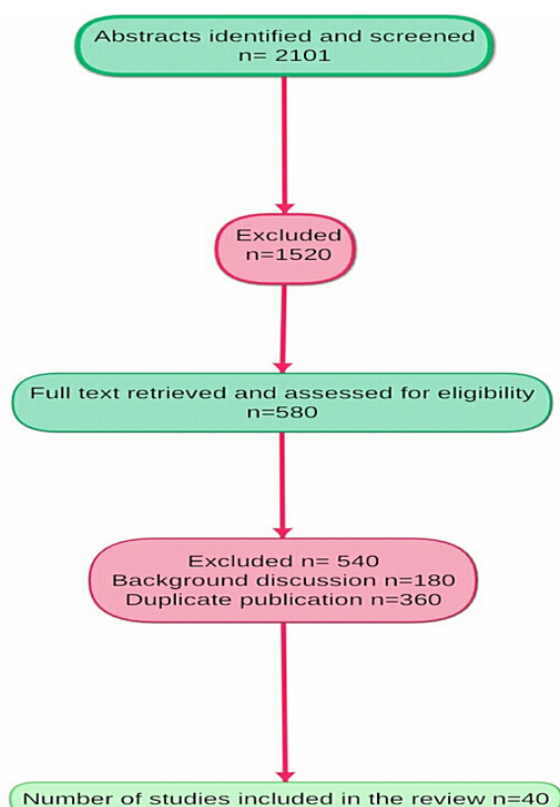 Abstracts identified and screened
n= 2101
Excluded
n=1520
Full text retrieved and assessed for eligibility
n=580
Excluded n= 540
Background discussion n=180
Duplicate publication n=360
Number of studies included in the review n=40